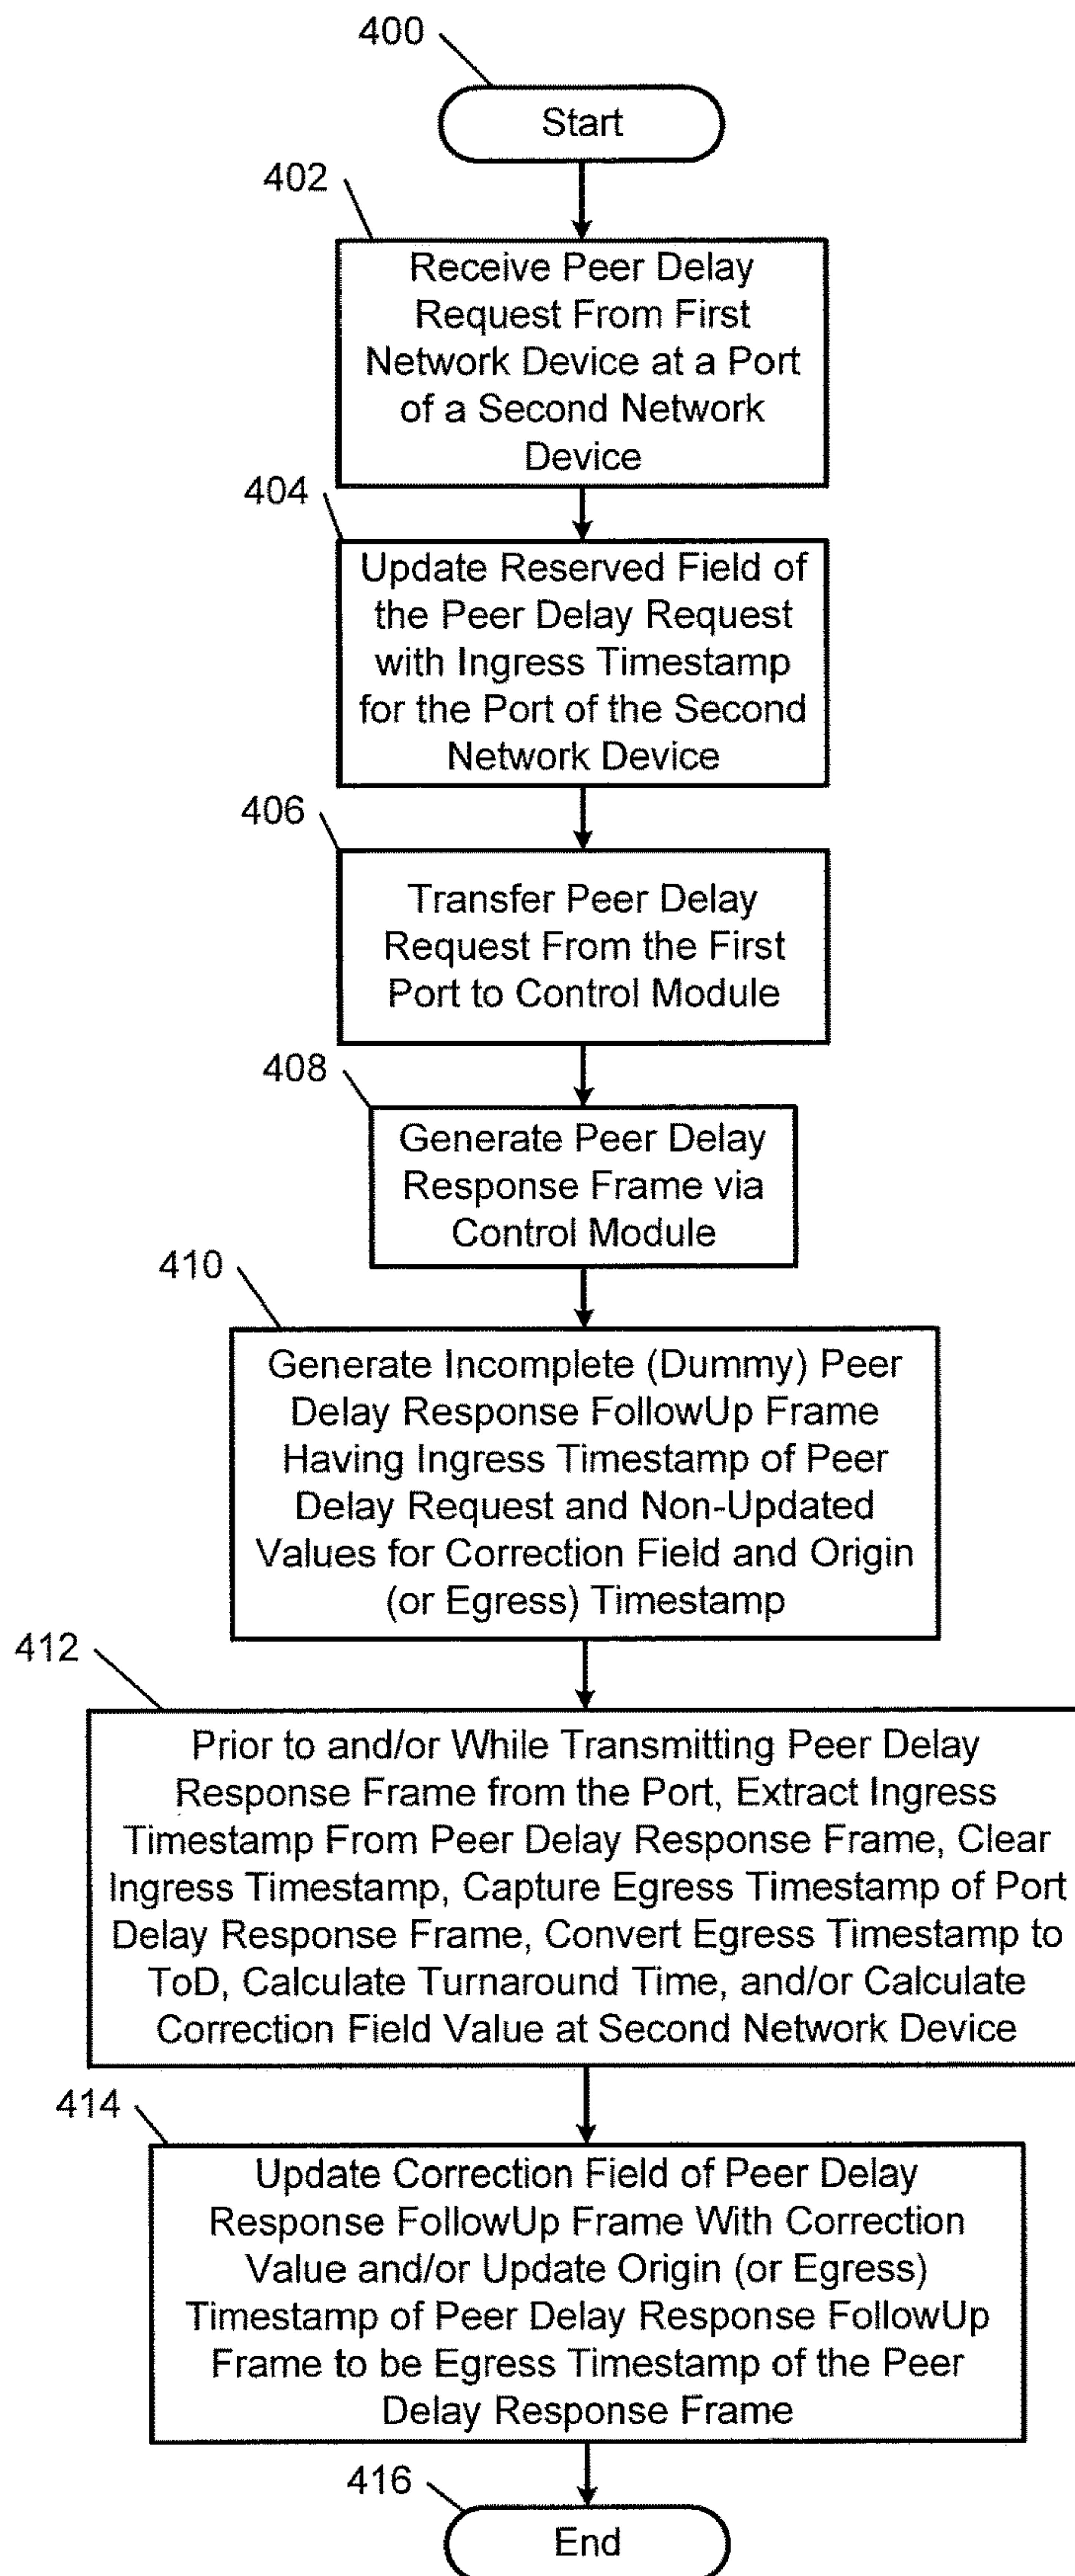 400
Start
402
Receive Peer Delay
Request From First
Network Device at a Port
of a Second Network
Device
404
Update Reserved Field of
the Peer Delay Request
with Ingress Timestamp
for the Port of the Second
Network Device
406
Transfer Peer Delay
Request From the First
Port to Control Module
408
Generate Peer Delay
Response Frame via
Control Module
410
Generate Incomplete (Dummy) Peer
Delay Response FollowUp Frame
Having Ingress Timestamp of Peer
Delay Request and Non-Updated
Values for Correction Field and Origin
(or Egress) Timestamp
412
Prior to and/or While Transmitting Peer Delay
Response Frame from the Port, Extract Ingress
Timestamp From Peer Delay Response Frame, Clear
Ingress Timestamp, Capture Egress Timestamp of Port
Delay Response Frame, Convert Egress Timestamp to
ToD, Calculate Turnaround Time, and/or Calculate
Correction Field Value at Second Network Device
414
Update Correction Field of Peer Delay
Response FollowUp Frame With Correction
Value and/or Update Origin (or Egress)
Timestamp of Peer Delay Response FollowUp
Frame to be Egress Timestamp of the Peer
Delay Response Frame
416
End